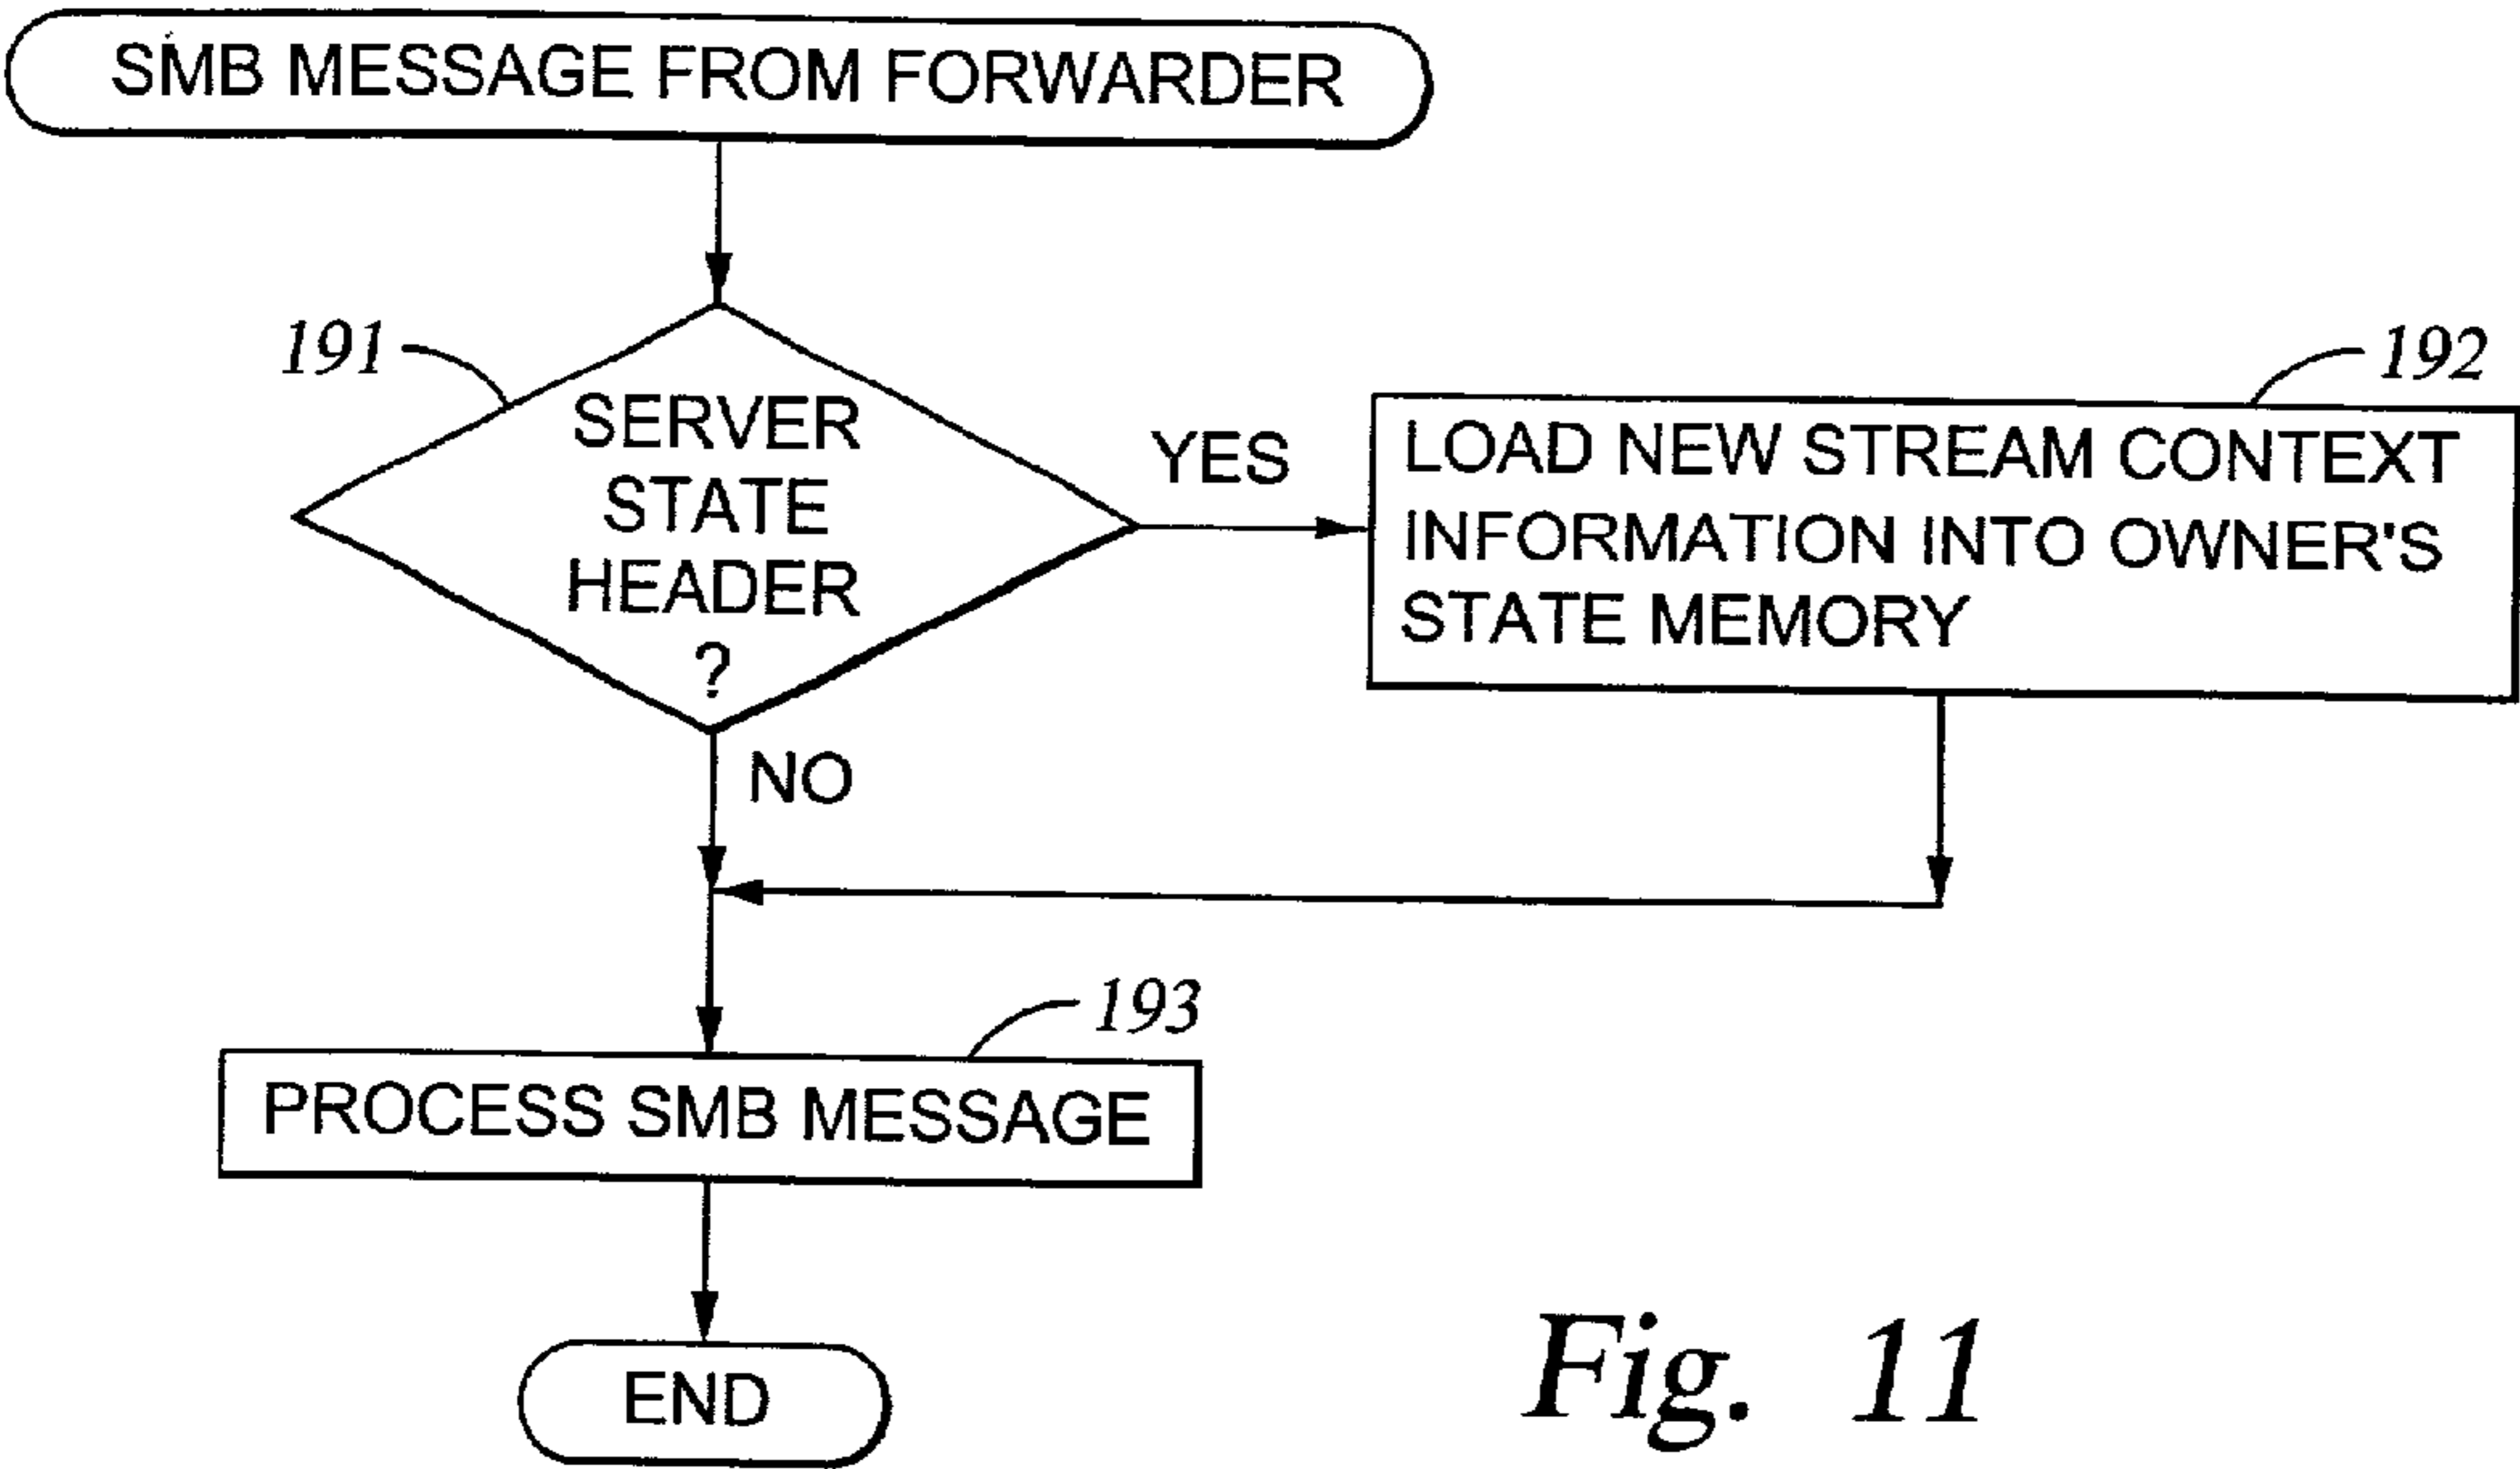 SMB MESSAGE FROM FORWARDER
191
SERVER
STATE
HEADER
?
YES
192
LOAD NEW STREAM CONTEXT
INFORMATION INTO OWNER'S
STATE MEMORY
NO
193
PROCESS SMB MESSAGE
END
Fig. 11